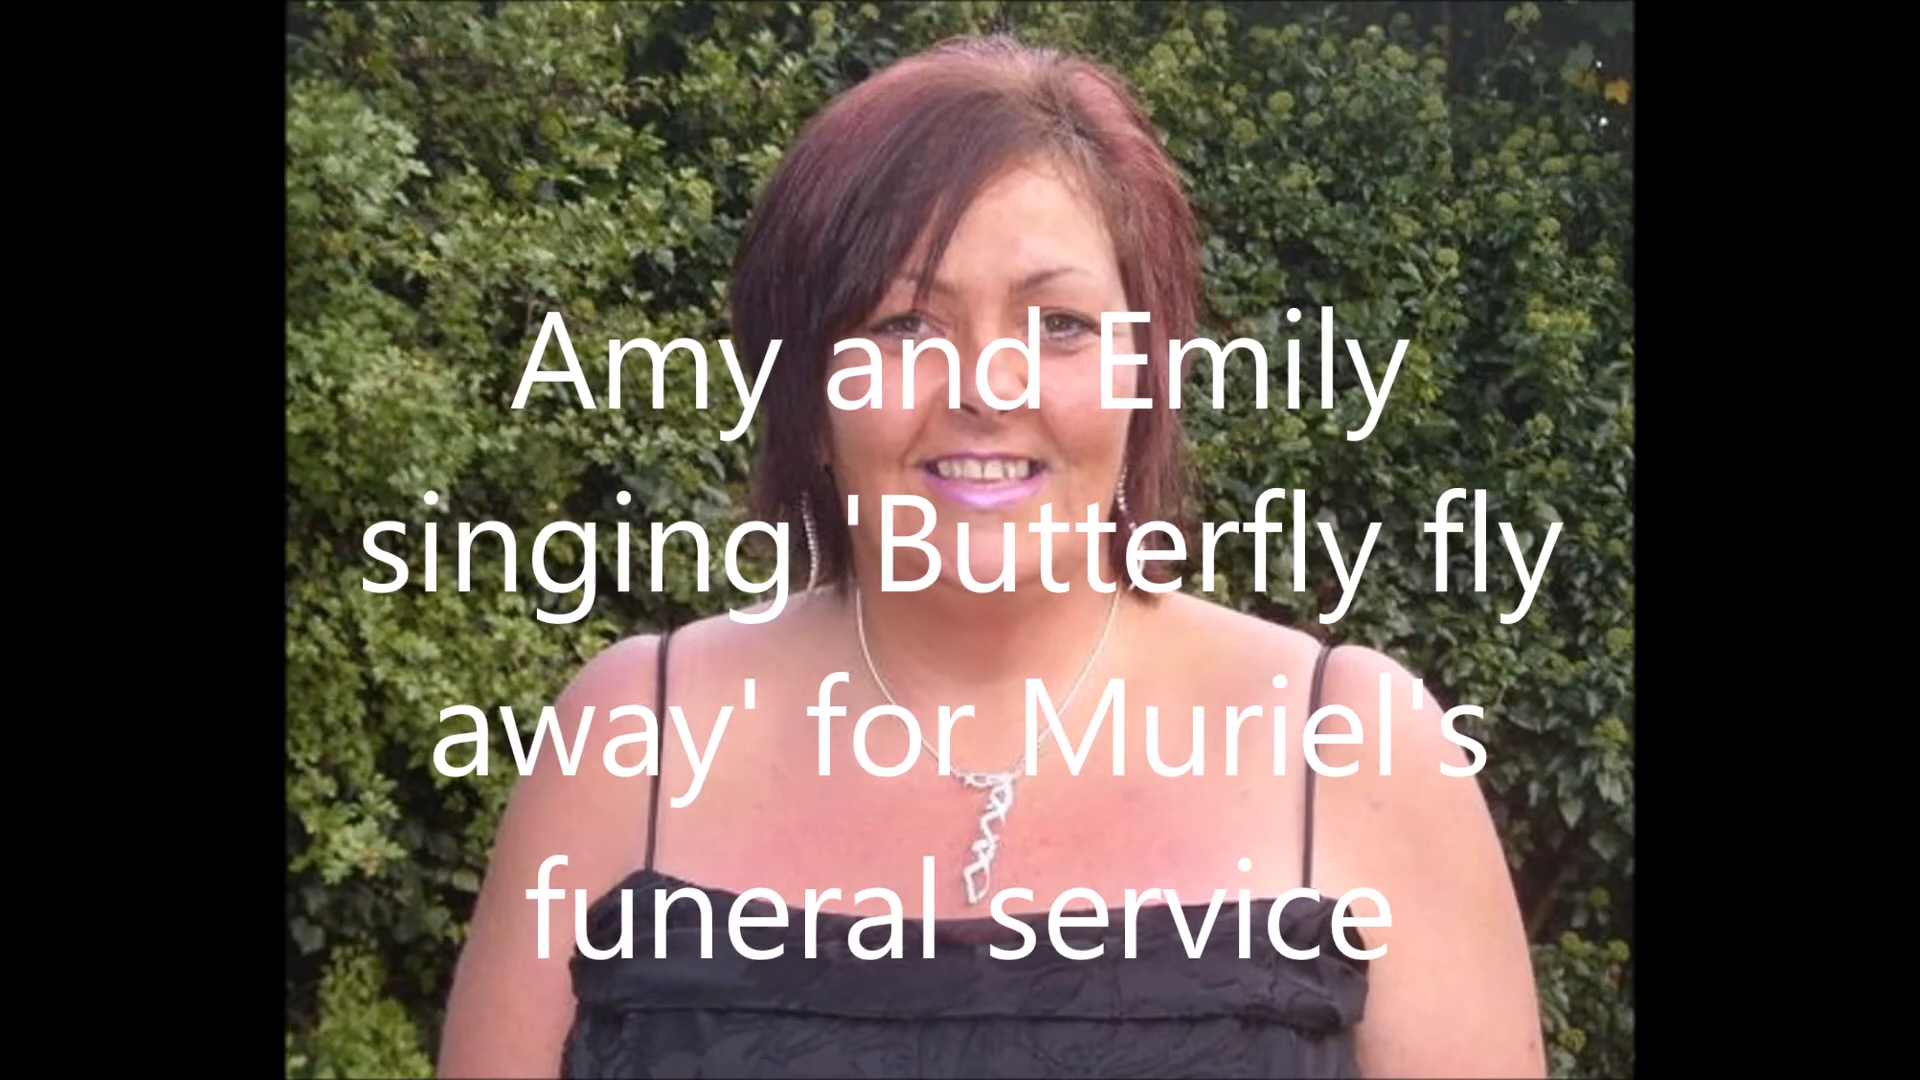 Amy and Emily
singing 'Butterfly fly
away' for Muriel's
funeral service